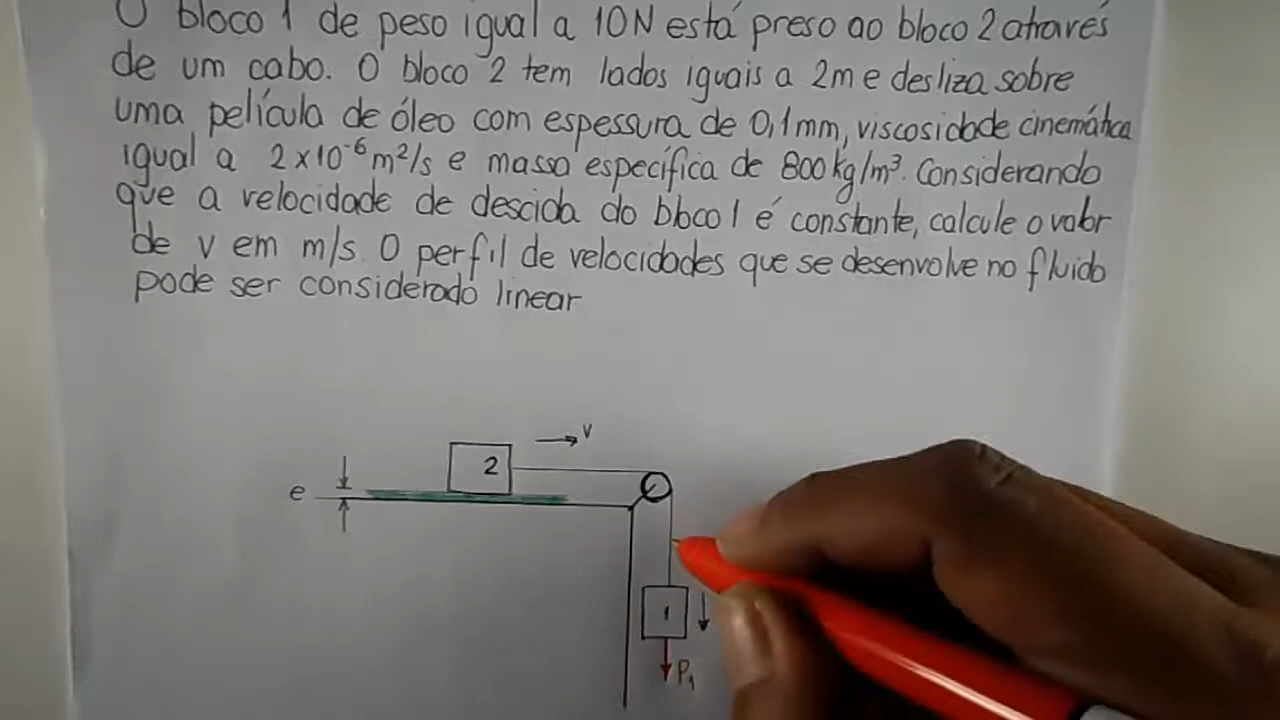 O bloco 1 de peso igual a 10N está preso ao bloco 2 através
de um cabo. O bloco 2 tem lados iguais a 2m e desliza sobre
uma película de óleo com espessura de 0,1mm, viscosidade cinemática
igual a 2x10⁻⁶m²/s e massa específica de 800kg/m³. Considerando
que a velocidade de descida do bloco 1 é constante, calcule o valor
de v em m/s. O perfil de velocidades que se desenvolve no fluido
pode ser considerado linear
v
2
e
1
P₁